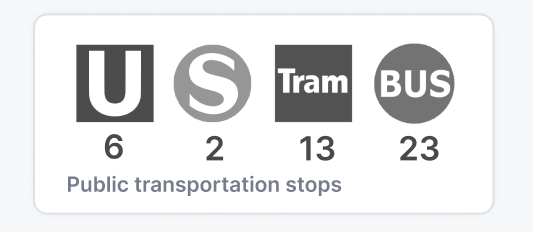 U S Tram BUS
6 2 13 23
Public transportation stops